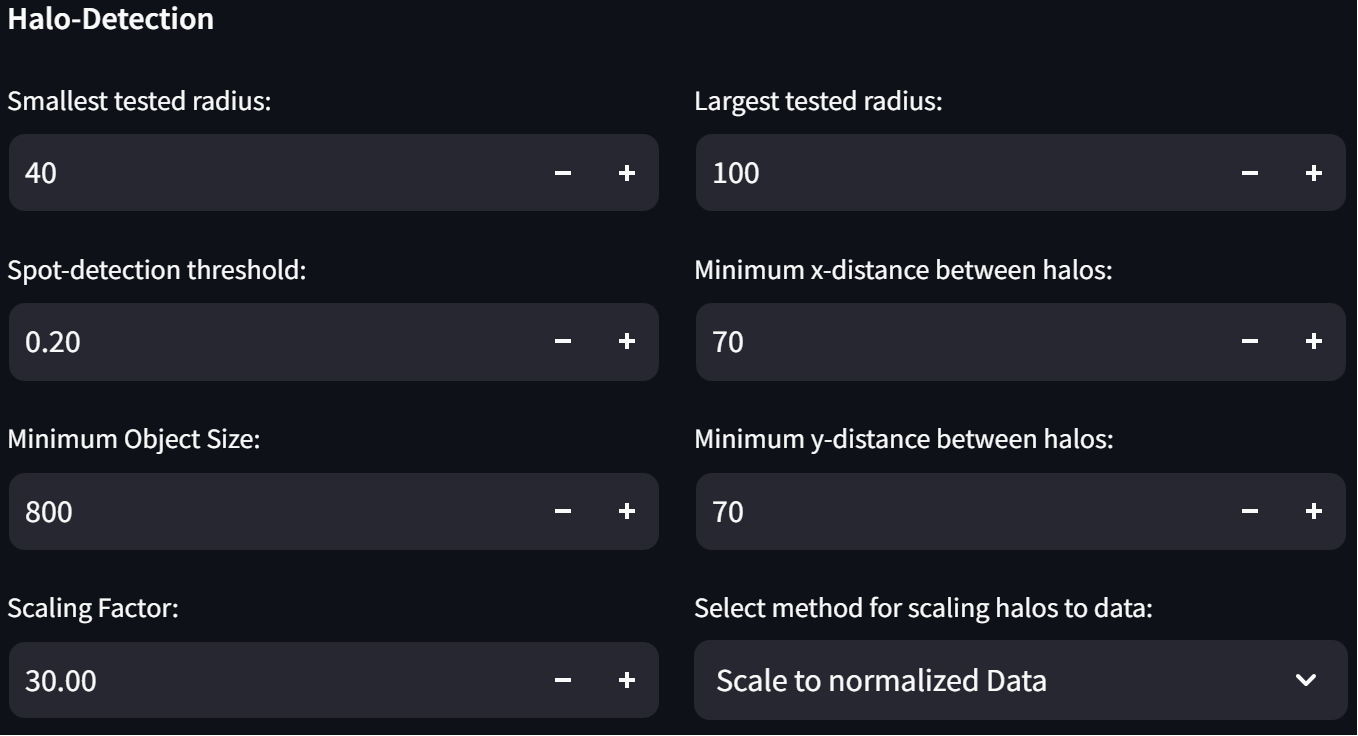 Halo-Detection
Smallest tested radius:
Largest tested radius:
40
100
Spot-detection threshold:
Minimum x-distance between halos:
0.20
70
Minimum Object Size:
Minimum y-distance between halos:
800
70
Scaling Factor:
Select method for scaling halos to data:
30.00
Scale to normalized Data